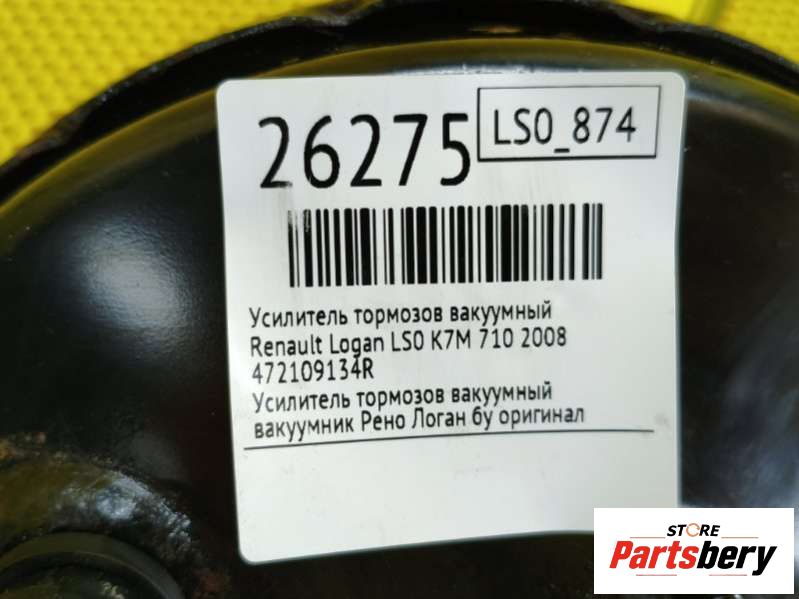 26275
LS0_874
Усилитель тормозов вакуумный
Renault Logan LS0 K7M 710 2008
472109134R
Усилитель тормозов вакуумный
вакуумник Рено Логан бу оригинал
STORE
Partsbery